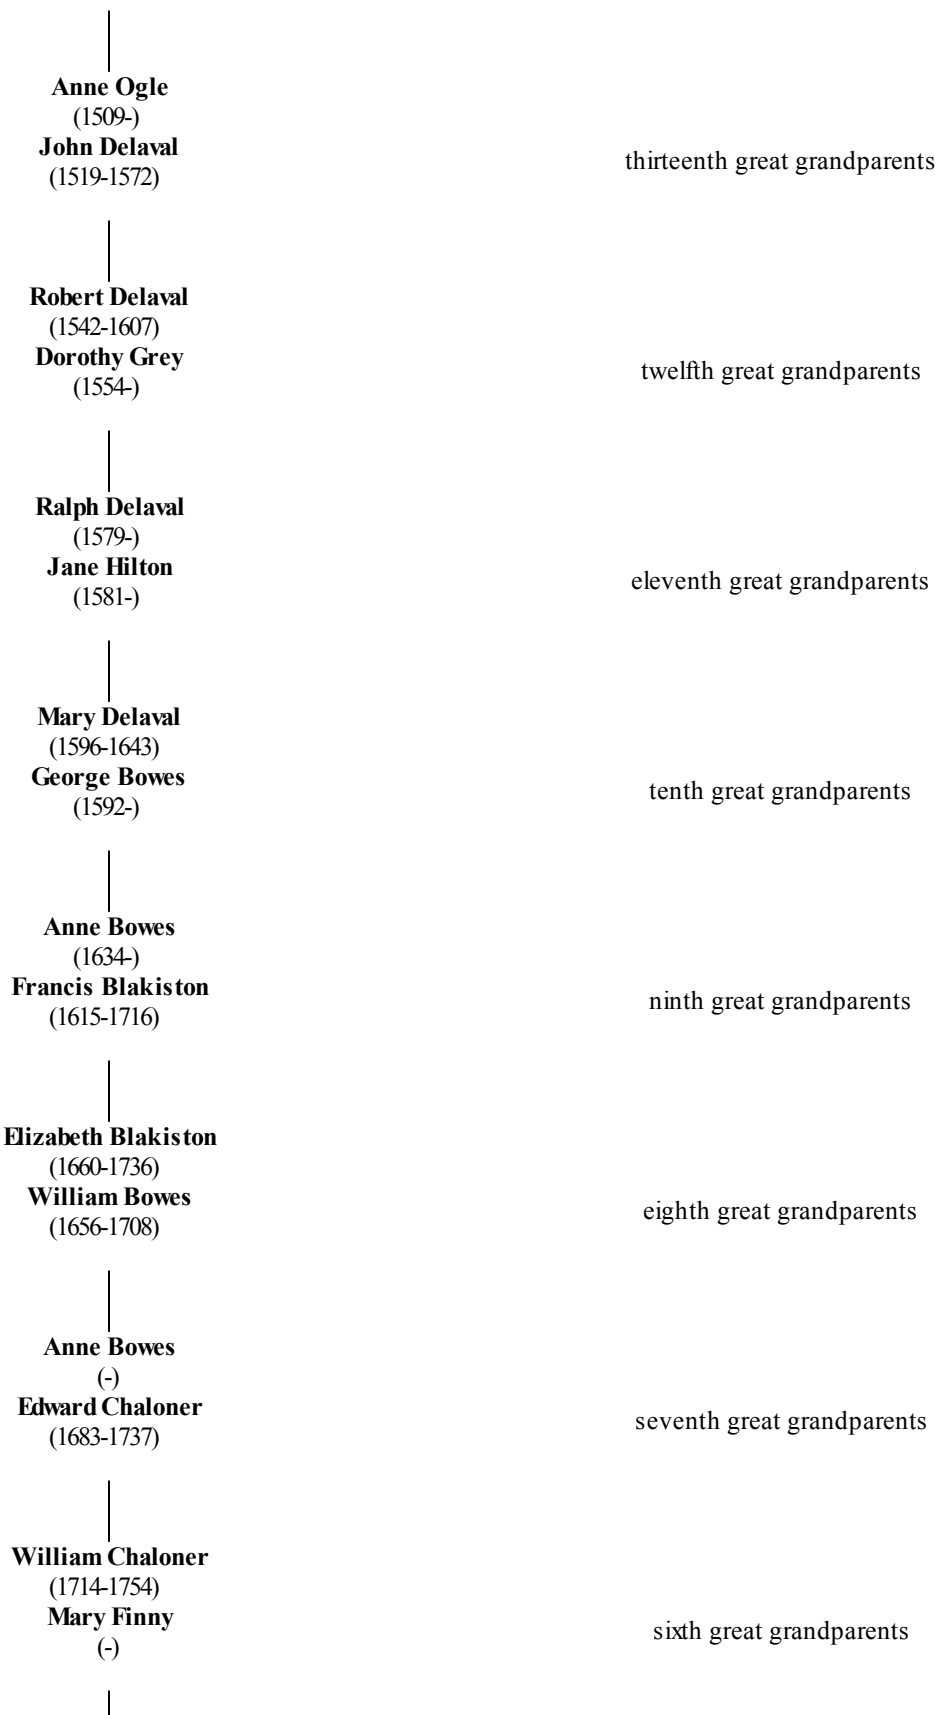 Anne Ogle
(1509-)
John Delaval
(1519-1572)
thirteenth great grandparents
Robert Delaval
(1542-1607)
Dorothy Grey
(1554-)
twelfth great grandparents
Ralph Delaval
(1579-)
Jane Hilton
(1581-)
eleventh great grandparents
Mary Delaval
(1596-1643)
George Bowes
(1592-)
tenth great grandparents
Anne Bowes
(1634-)
Francis Blakiston
(1615-1716)
ninth great grandparents
Elizabeth Blakiston
(1660-1736)
William Bowes
(1656-1708)
eighth great grandparents
Anne Bowes
(-)
Edward Chaloner
(1683-1737)
seventh great grandparents
William Chaloner
(1714-1754)
Mary Finny
(-)
sixth great grandparents